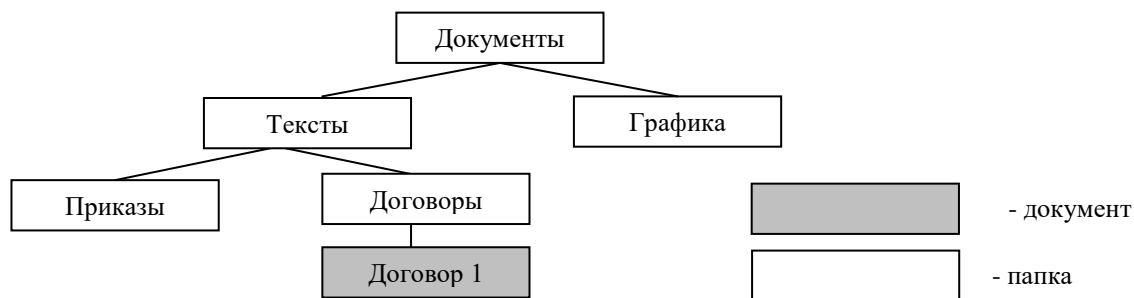 Документы
Тексты
Графика
Приказы
Договоры
- документ
Договор 1
- папка